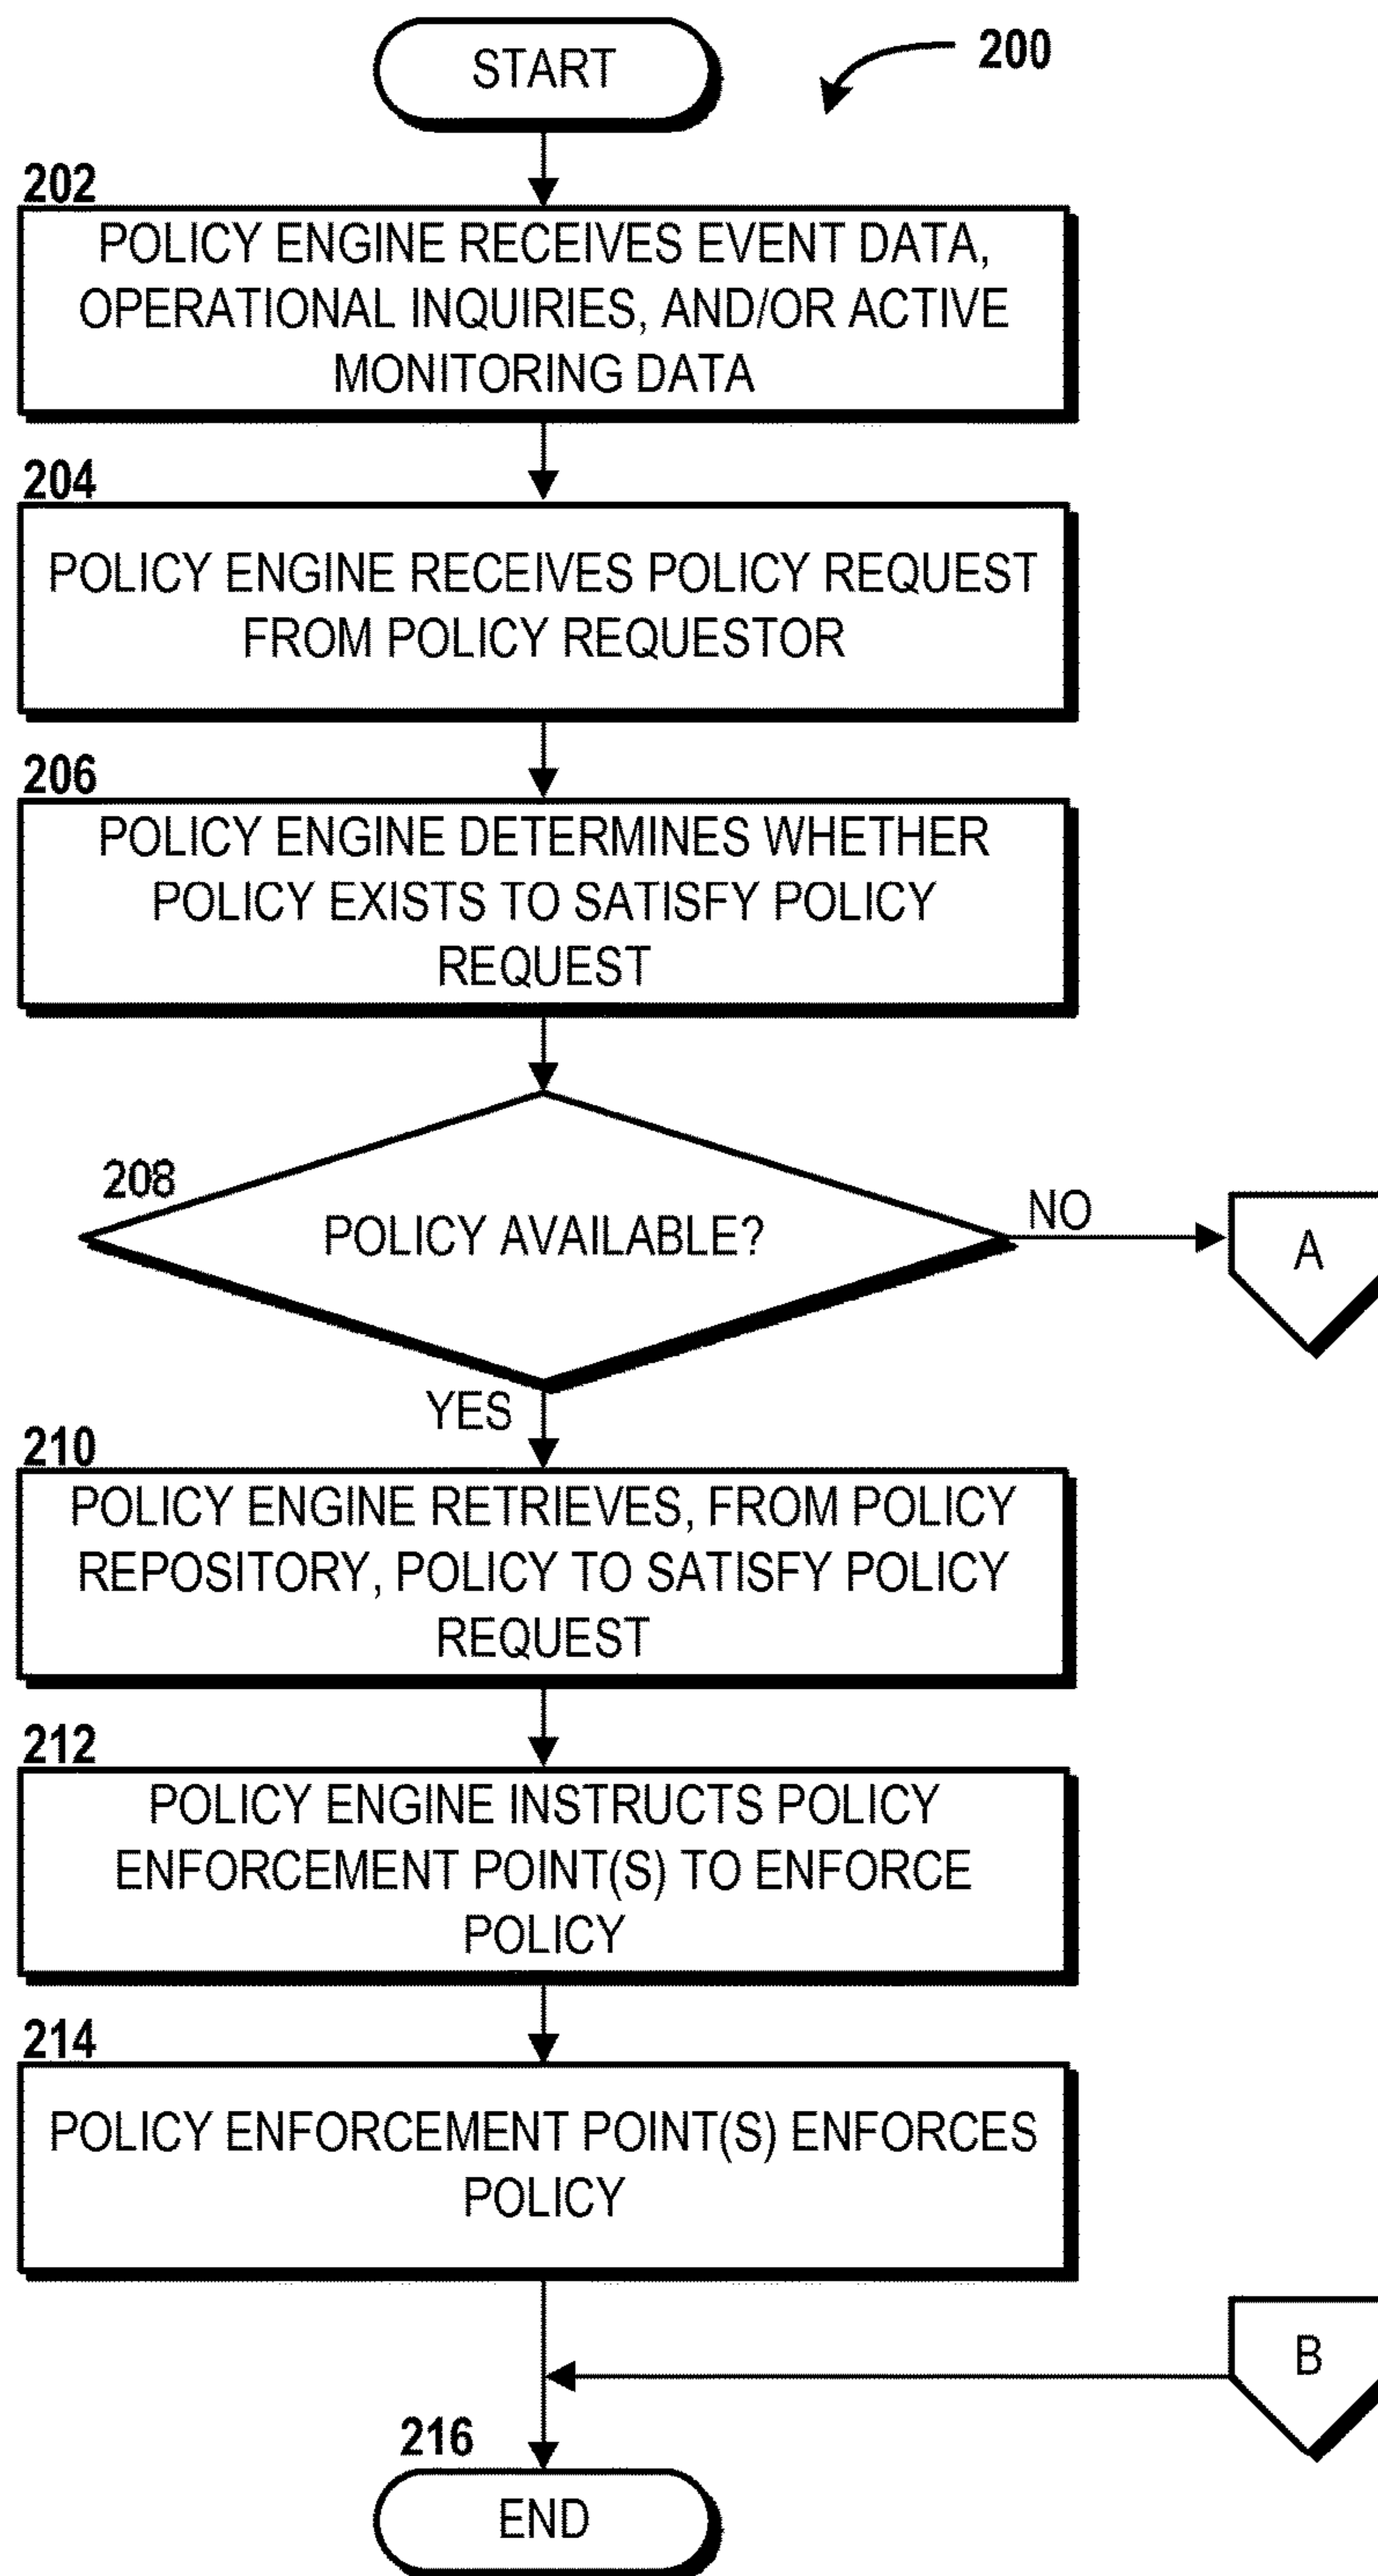 START
200
202
POLICY ENGINE RECEIVES EVENT DATA,
OPERATIONAL INQUIRIES, AND/OR ACTIVE
MONITORING DATA
204
POLICY ENGINE RECEIVES POLICY REQUEST
FROM POLICY REQUESTOR
206
POLICY ENGINE DETERMINES WHETHER
POLICY EXISTS TO SATISFY POLICY
REQUEST
208
POLICY AVAILABLE?
NO
A
YES
210
POLICY ENGINE RETRIEVES, FROM POLICY
REPOSITORY, POLICY TO SATISFY POLICY
REQUEST
212
POLICY ENGINE INSTRUCTS POLICY
ENFORCEMENT POINT(S) TO ENFORCE
POLICY
214
POLICY ENFORCEMENT POINT(S) ENFORCES
POLICY
B
216
END